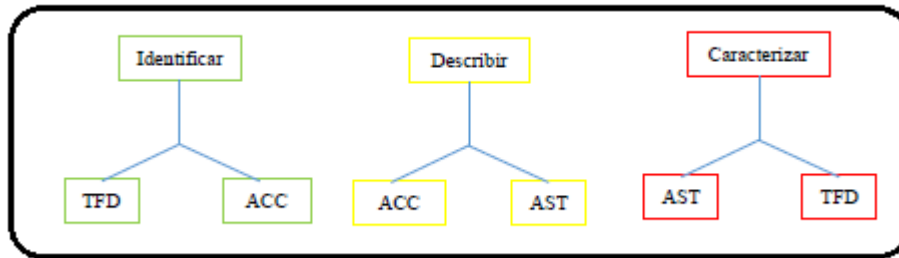 Identificar
Describir
Caracterizar
TFD
ACC
ACC
AST
AST
TFD